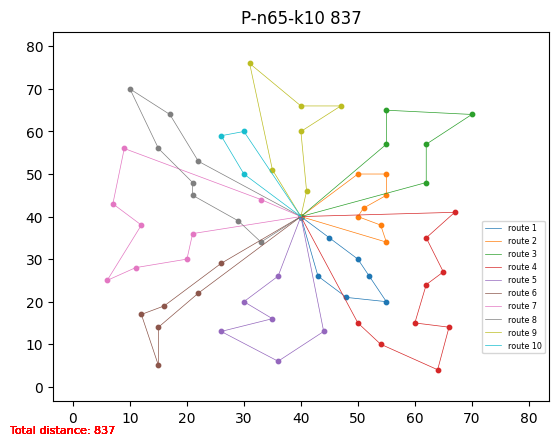 P-n65-k10 837
80
70
60
50
40
30
20
10
0
0 10 20 30 40 50 60 70 80
route 1
route 2
route 3
route 4
route 5
route 6
route 7
route 8
route 9
route 10
Total distance: 837